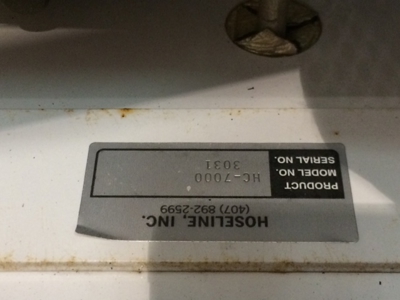 HOSELINE, INC.
(407) 892-2599
PRODUCT
MODEL NO. HC-7000
SERIAL NO. 3031